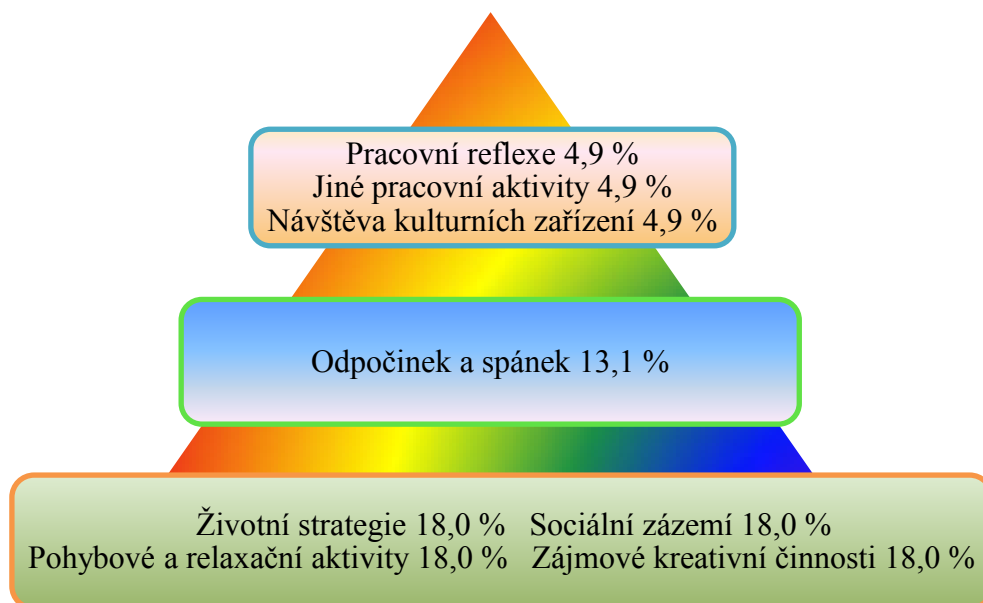 Pracovní reflexe 4,9 %
Jiné pracovní aktivity 4,9 %
Návštěva kulturních zařízení 4,9 %
Odpočinek a spánek 13,1 %
Životní strategie 18,0 % Sociální zázemí 18,0 %
Pohybové a relaxační aktivity 18,0 % Zájmové kreativní činnosti 18,0 %